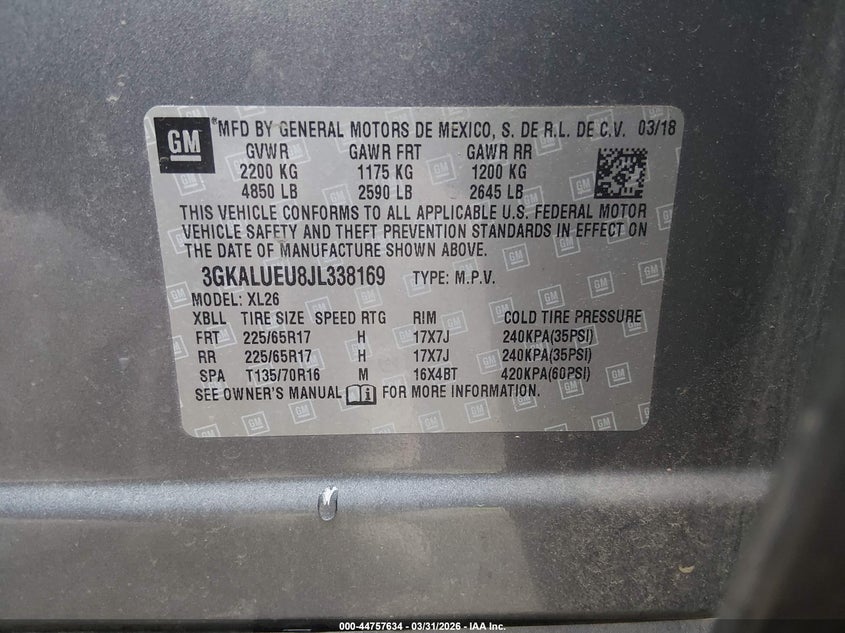 GM
®MFD BY GENERAL MOTORS DE MEXICO, S. DE R.L. DE C.V. 03/18
GVWR GAWR FRT GAWR RR
2200 KG 1175 KG 1200 KG
4850 LB 2590 LB 2645 LB
THIS VEHICLE CONFORMS TO ALL APPLICABLE U.S. FEDERAL MOTOR
VEHICLE SAFETY AND THEFT PREVENTION STANDARDS IN EFFECT ON
THE DATE OF MANUFACTURE SHOWN ABOVE.
3GKALUEU8JL338169 TYPE: M.P.V.
MODEL: XL26
XBLL TIRE SIZE SPEED RTG RIM COLD TIRE PRESSURE
FRT 225/65R17 H 17X7J 240KPA(35PSI)
RR 225/65R17 H 17X7J 240KPA(35PSI)
SPA T135/70R16 M 16X4BT 420KPA(60PSI)
SEE OWNER'S MANUAL FOR MORE INFORMATION.
000-44757634 - 03/31/2026 - IAA Inc.